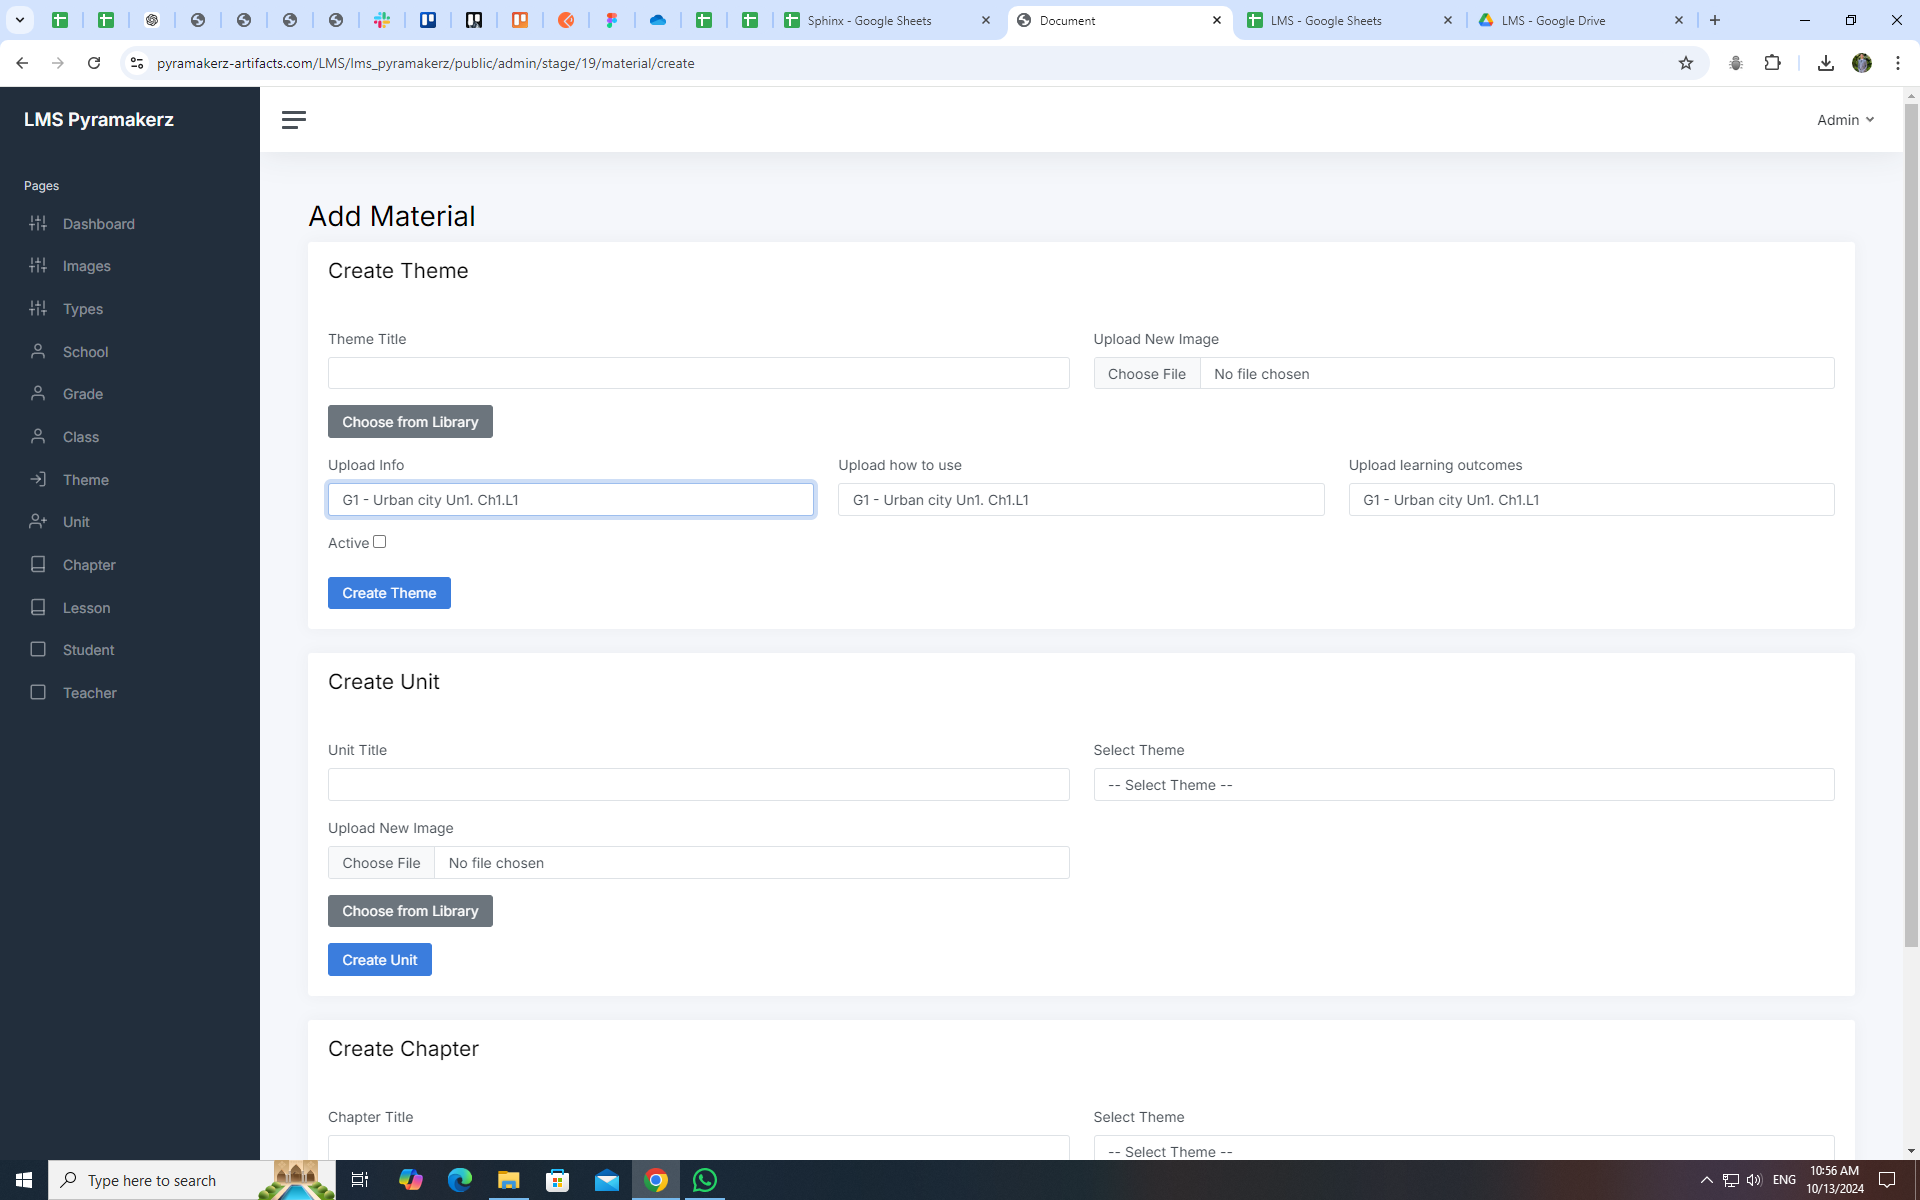 Sphinx - Google Sheets
Document
LMS - Google Sheets
LMS - Google Drive
pyramakerz-artifacts.com/LMS/lms_pyramakerz/public/admin/stage/19/material/create
LMS Pyramakerz
Admin
Pages
Dashboard
Images
Types
School
Grade
Class
Theme
Unit
Chapter
Lesson
Student
Teacher
Add Material
Create Theme
Theme Title
Upload New Image
Choose File No file chosen
Choose from Library
Upload Info
Upload how to use
Upload learning outcomes
G1 - Urban city Un1. Ch1.L1
G1 - Urban city Un1. Ch1.L1
G1 - Urban city Un1. Ch1.L1
Active
Create Theme
Create Unit
Unit Title
Select Theme
-- Select Theme --
Upload New Image
Choose File No file chosen
Choose from Library
Create Unit
Create Chapter
Chapter Title
Select Theme
-- Select Theme --
Type here to search
ENG
10:56 AM
10/13/2024